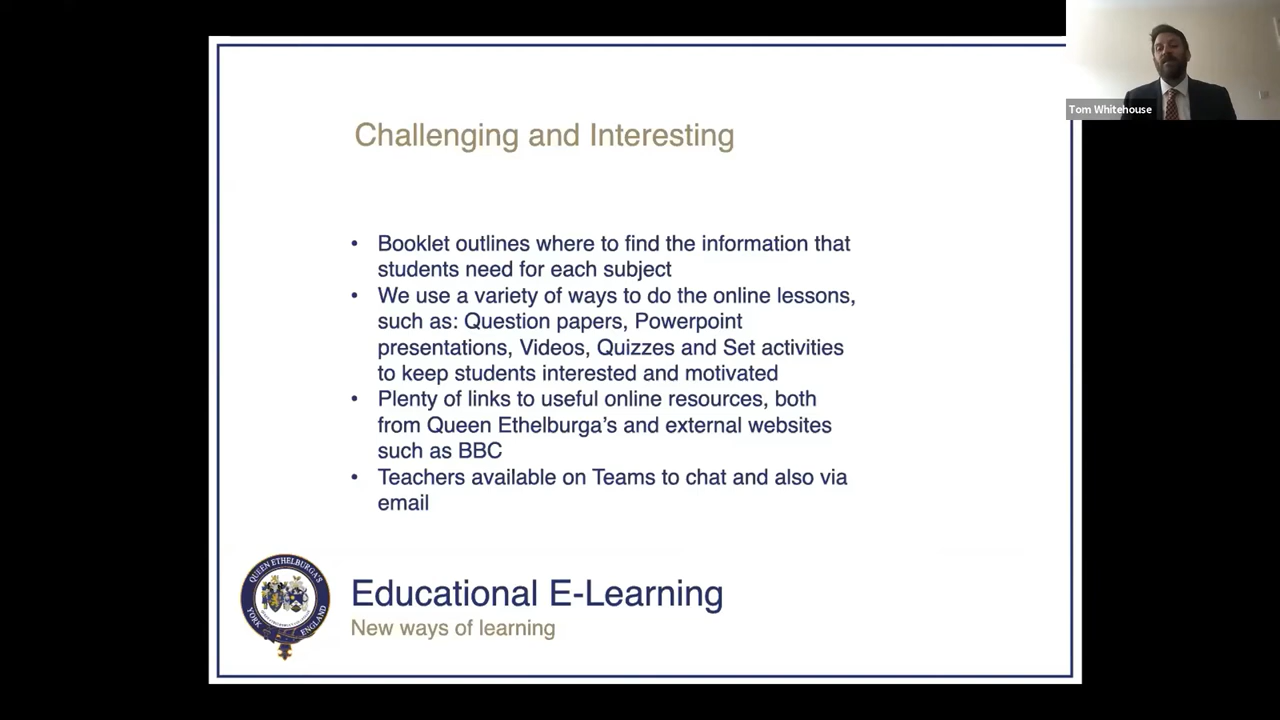 Tom Whitehouse
Challenging and Interesting
• Booklet outlines where to find the information that
students need for each subject
• We use a variety of ways to do the online lessons,
such as: Question papers, Powerpoint
presentations, Videos, Quizzes and Set activities
to keep students interested and motivated
• Plenty of links to useful online resources, both
from Queen Ethelburga’s and external websites
such as BBC
• Teachers available on Teams to chat and also via
email
QUEEN ETHELBURGA'S
YORK
ENGLAND
Educational E-Learning
New ways of learning